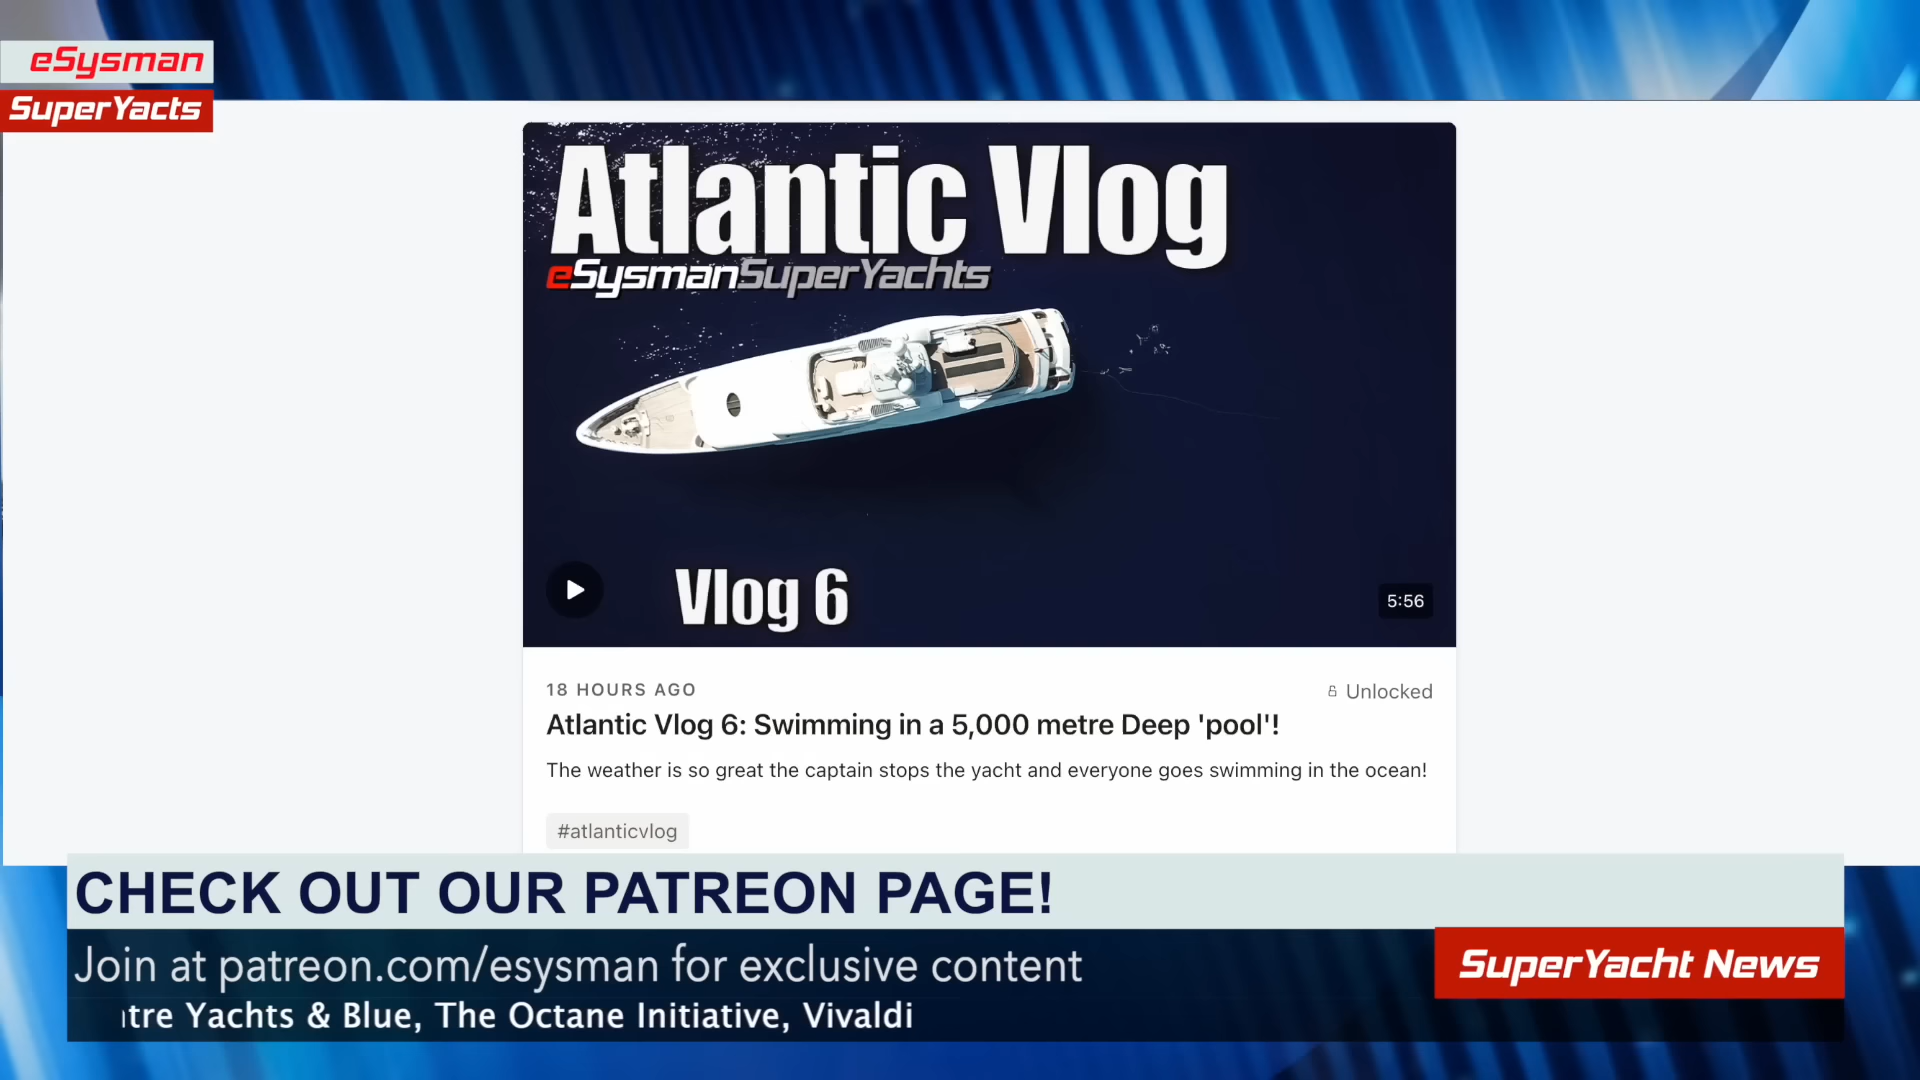 eSysman
SuperYacts
Atlantic Vlog
eSysmanSuperYachts
Vlog 6
5:56
18 HOURS AGO
Unlocked
Atlantic Vlog 6: Swimming in a 5,000 metre Deep 'pool'!
The weather is so great the captain stops the yacht and everyone goes swimming in the ocean!
#atlanticvlog
CHECK OUT OUR PATREON PAGE!
Join at patreon.com/esysman for exclusive content
SuperYacht News
Yachts & Blue, The Octane Initiative, Vivaldi